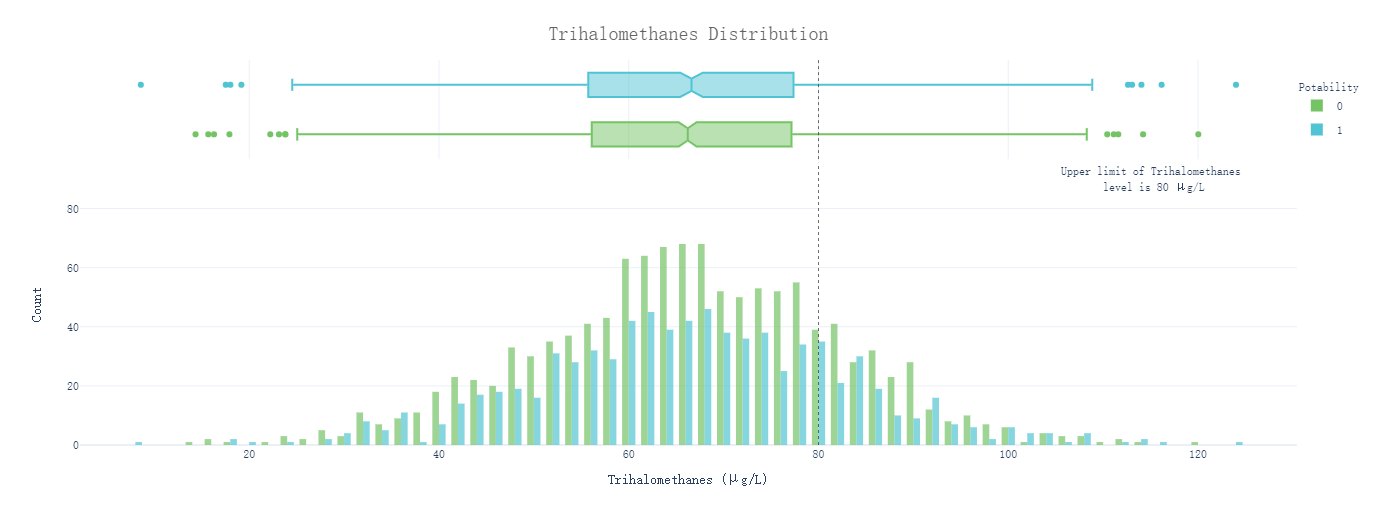 Trihalomethanes Distribution
Potability
0
1
Upper limit of Trihalomethanes
level is 80 μg/L
80
60
40
20
0
Count
20
40
60
80
100
120
Trihalomethanes (μg/L)